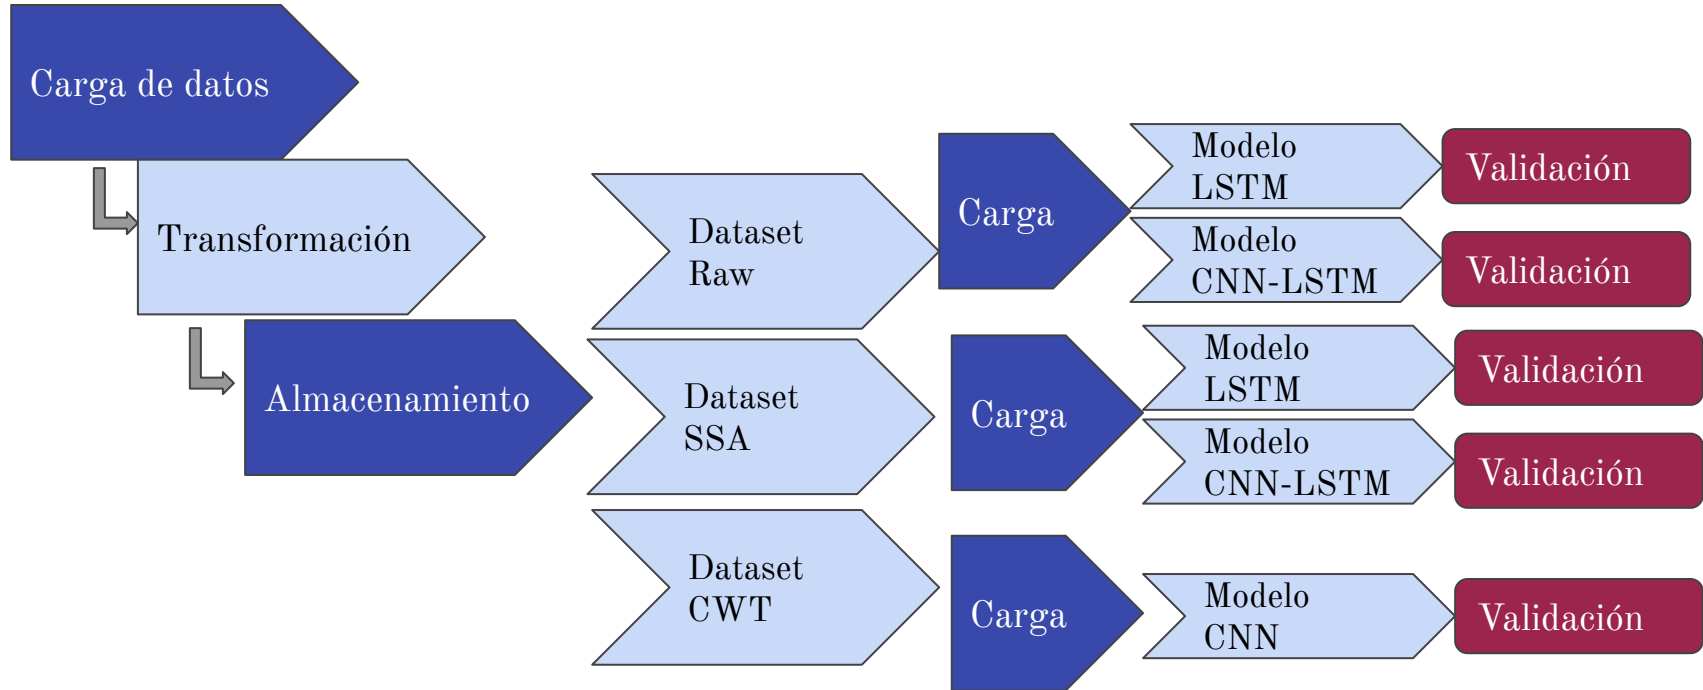 Carga de datos
Transformación
Almacenamiento
Dataset
Raw
Carga
Modelo
LSTM
Validación
Modelo
CNN-LSTM
Validación
Dataset
SSA
Carga
Modelo
LSTM
Validación
Modelo
CNN-LSTM
Validación
Dataset
CWT
Carga
Modelo
CNN
Validación